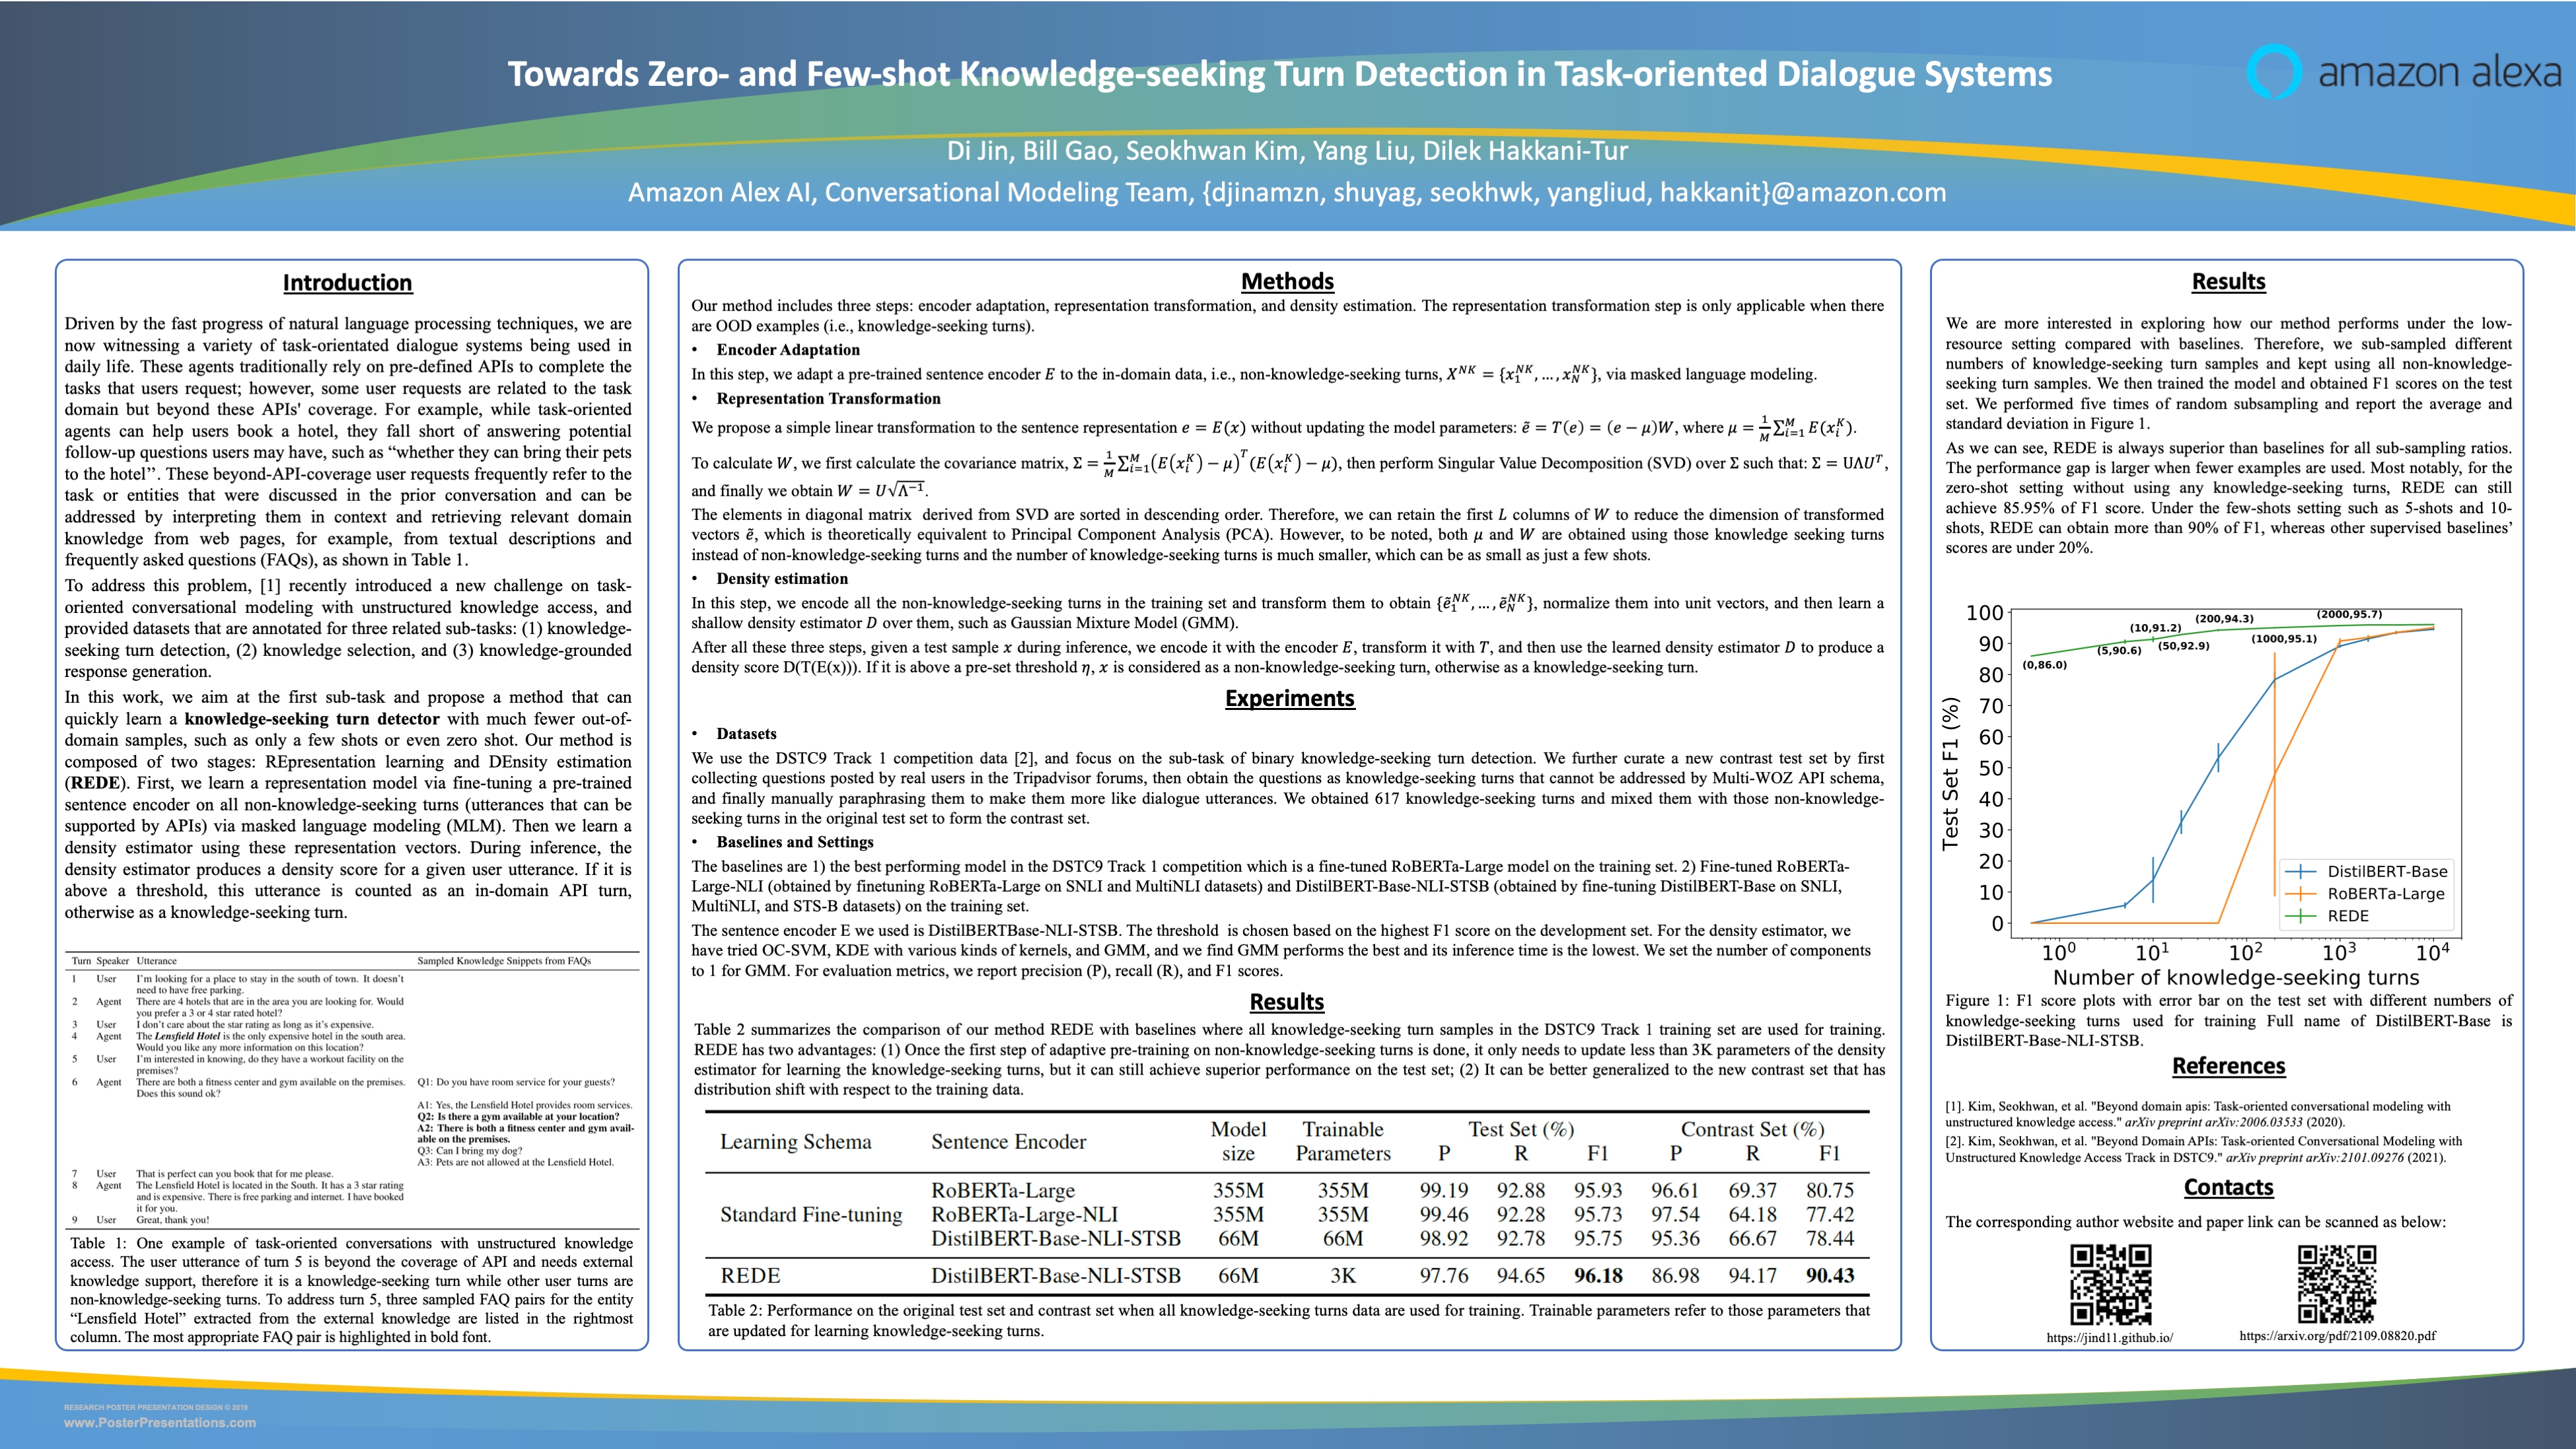 Towards Zero- and Few-shot Knowledge-seeking Turn Detection in Task-oriented Dialogue Systems
amazon alexa
Di Jin, Bill Gao, Seokhwan Kim, Yang Liu, Dilek Hakkani-Tur
Amazon Alex AI, Conversational Modeling Team, {djinamzn, shuyag, seokhwk, yangliud, hakkanit}@amazon.com
Introduction
Driven by the fast progress of natural language processing techniques, we are
now witnessing a variety of task-orientated dialogue systems being used in
daily life. These agents traditionally rely on pre-defined APIs to complete the
tasks that users request; however, some user requests are related to the task
domain but beyond these APIs' coverage. For example, while task-oriented
agents can help users book a hotel, they fall short of answering potential
follow-up questions users may have, such as “whether they can bring their pets
to the hotel”. These beyond-API-coverage user requests frequently refer to the
task or entities that were discussed in the prior conversation and can be
addressed by interpreting them in context and retrieving relevant domain
knowledge from web pages, for example, from textual descriptions and
frequently asked questions (FAQs), as shown in Table 1.
To address this problem, [1] recently introduced a new challenge on task-
oriented conversational modeling with unstructured knowledge access, and
provided datasets that are annotated for three related sub-tasks: (1) knowledge-
seeking turn detection, (2) knowledge selection, and (3) knowledge-grounded
response generation.
In this work, we aim at the first sub-task and propose a method that can
quickly learn a knowledge-seeking turn detector with much fewer out-of-
domain samples, such as only a few shots or even zero shot. Our method is
composed of two stages: REpresentation learning and DEnsity estimation
(REDE). First, we learn a representation model via fine-tuning a pre-trained
sentence encoder on all non-knowledge-seeking turns (utterances that can be
supported by APIs) via masked language modeling (MLM). Then we learn a
density estimator using these representation vectors. During inference, the
density estimator produces a density score for a given user utterance. If it is
above a threshold, this utterance is counted as an in-domain API turn,
otherwise as a knowledge-seeking turn.
Turn Speaker Utterance Sampled Knowledge Snippets from FAQs
1 User I'm looking for a place to stay in the south of town. It doesn't
need to have free parking.
2 Agent There are 4 hotels that are in the area you are looking for. Would
you prefer a 3 or 4 star rated hotel?
3 User I don't care about the star rating as long as it's expensive.
4 Agent The Lensfield Hotel is the only expensive hotel in the south area.
Would you like any more information on this location?
5 User I'm interested in knowing, do they have a workout facility on the
premises?
6 Agent There are both a fitness center and gym available on the premises. Q1: Do you have room service for your guests?
Does this sound ok?
A1: Yes, the Lensfield Hotel provides room services.
Q2: Is there a gym available at your location?
A2: There is both a fitness center and gym avail-
able on the premises.
Q3: Can I bring my dog?
A3: Pets are not allowed at the Lensfield Hotel.
7 User That is perfect can you book that for me please.
8 Agent The Lensfield Hotel is located in the South. It has a 3 star rating
and is expensive. There is free parking and internet. I have booked
it for you.
9 User Great, thank you!
Table 1: One example of task-oriented conversations with unstructured knowledge
access. The user utterance of turn 5 is beyond the coverage of API and needs external
knowledge support, therefore it is a knowledge-seeking turn while other user turns are
non-knowledge-seeking turns. To address turn 5, three sampled FAQ pairs for the entity
“Lensfield Hotel” extracted from the external knowledge are listed in the rightmost
column. The most appropriate FAQ pair is highlighted in bold font.
Methods
Our method includes three steps: encoder adaptation, representation transformation, and density estimation. The representation transformation step is only applicable when there
are OOD examples (i.e., knowledge-seeking turns).
• Encoder Adaptation
In this step, we adapt a pre-trained sentence encoder E to the in-domain data, i.e., non-knowledge-seeking turns, X^{NK} = {x_1^{NK}, ..., x_N^{NK}}, via masked language modeling.
• Representation Transformation
We propose a simple linear transformation to the sentence representation e = E(x) without updating the model parameters: ẽ = T(e) = (e − μ)W, where μ = \frac{1}{M}∑_{i=1}^{M} E(x_i^K).
To calculate W, we first calculate the covariance matrix, Σ = \frac{1}{M}∑_{i=1}^{M}(E(x_i^K) − μ)^T (E(x_i^K) − μ), then perform Singular Value Decomposition (SVD) over Σ such that: Σ = UΛU^T,
and finally we obtain W = U√Λ^{−1}.
The elements in diagonal matrix derived from SVD are sorted in descending order. Therefore, we can retain the first L columns of W to reduce the dimension of transformed
vectors ẽ, which is theoretically equivalent to Principal Component Analysis (PCA). However, to be noted, both μ and W are obtained using those knowledge seeking turns
instead of non-knowledge-seeking turns and the number of knowledge-seeking turns is much smaller, which can be as small as just a few shots.
• Density estimation
In this step, we encode all the non-knowledge-seeking turns in the training set and transform them to obtain {ẽ_1^{NK}, ..., ẽ_N^{NK}}, normalize them into unit vectors, and then learn a
shallow density estimator D over them, such as Gaussian Mixture Model (GMM).
After all these three steps, given a test sample x during inference, we encode it with the encoder E, transform it with T, and then use the learned density estimator D to produce a
density score D(T(E(x))). If it is above a pre-set threshold η, x is considered as a non-knowledge-seeking turn, otherwise as a knowledge-seeking turn.
Experiments
• Datasets
We use the DSTC9 Track 1 competition data [2], and focus on the sub-task of binary knowledge-seeking turn detection. We further curate a new contrast test set by first
collecting questions posted by real users in the Tripadvisor forums, then obtain the questions as knowledge-seeking turns that cannot be addressed by Multi-WOZ API schema,
and finally manually paraphrasing them to make them more like dialogue utterances. We obtained 617 knowledge-seeking turns and mixed them with those non-knowledge-
seeking turns in the original test set to form the contrast set.
• Baselines and Settings
The baselines are 1) the best performing model in the DSTC9 Track 1 competition which is a fine-tuned RoBERTa-Large model on the training set. 2) Fine-tuned RoBERTa-
Large-NLI (obtained by finetuning RoBERTa-Large on SNLI and MultiNLI datasets) and DistilBERT-Base-NLI-STSB (obtained by fine-tuning DistilBERT-Base on SNLI,
MultiNLI, and STS-B datasets) on the training set.
The sentence encoder E we used is DistilBERTBase-NLI-STSB. The threshold is chosen based on the highest F1 score on the development set. For the density estimator, we
have tried OC-SVM, KDE with various kinds of kernels, and GMM, and we find GMM performs the best and its inference time is the lowest. We set the number of components
to 1 for GMM. For evaluation metrics, we report precision (P), recall (R), and F1 scores.
Results
Table 2 summarizes the comparison of our method REDE with baselines where all knowledge-seeking turn samples in the DSTC9 Track 1 training set are used for training.
REDE has two advantages: (1) Once the first step of adaptive pre-training on non-knowledge-seeking turns is done, it only needs to update less than 3K parameters of the density
estimator for learning the knowledge-seeking turns, but it can still achieve superior performance on the test set; (2) It can be better generalized to the new contrast set that has
distribution shift with respect to the training data.
Learning Schema Sentence Encoder Model size Trainable Parameters Test Set (%) Contrast Set (%)
P R F1 P R F1
RoBERTa-Large 355M 355M 99.19 92.88 95.93 96.61 69.37 80.75
Standard Fine-tuning RoBERTa-Large-NLI 355M 355M 99.46 92.28 95.73 97.54 64.18 77.42
DistilBERT-Base-NLI-STSB 66M 66M 98.92 92.78 95.75 95.36 66.67 78.44
REDE DistilBERT-Base-NLI-STSB 66M 3K 97.76 94.65 96.18 86.98 94.17 90.43
Table 2: Performance on the original test set and contrast set when all knowledge-seeking turns data are used for training. Trainable parameters refer to those parameters that
are updated for learning knowledge-seeking turns.
Results
We are more interested in exploring how our method performs under the low-
resource setting compared with baselines. Therefore, we sub-sampled different
numbers of knowledge-seeking turn samples and kept using all non-knowledge-
seeking turn samples. We then trained the model and obtained F1 scores on the test
set. We performed five times of random subsampling and report the average and
standard deviation in Figure 1.
As we can see, REDE is always superior than baselines for all sub-sampling ratios.
The performance gap is larger when fewer examples are used. Most notably, for the
zero-shot setting without using any knowledge-seeking turns, REDE can still
achieve 85.95% of F1 score. Under the few-shots setting such as 5-shots and 10-
shots, REDE can obtain more than 90% of F1, whereas other supervised baselines’
scores are under 20%.
Test Set F1 (%)
100
90
80
70
60
50
40
30
20
10
0
(0,86.0)
(5,90.6)
(10,91.2)
(50,92.9)
(200,94.3)
(1000,95.1)
(2000,95.7)
DistilBERT-Base
RoBERTa-Large
REDE
10^0 10^1 10^2 10^3 10^4
Number of knowledge-seeking turns
Figure 1: F1 score plots with error bar on the test set with different numbers of
knowledge-seeking turns used for training Full name of DistilBERT-Base is
DistilBERT-Base-NLI-STSB.
References
[1]. Kim, Seokhwan, et al. "Beyond domain apis: Task-oriented conversational modeling with
unstructured knowledge access." arXiv preprint arXiv:2006.03533 (2020).
[2]. Kim, Seokhwan, et al. "Beyond Domain APIs: Task-oriented Conversational Modeling with
Unstructured Knowledge Access Track in DSTC9." arXiv preprint arXiv:2101.09276 (2021).
Contacts
The corresponding author website and paper link can be scanned as below:
https://jind11.github.io/
https://arxiv.org/pdf/2109.08820.pdf
RESEARCH POSTER PRESENTATION DESIGN © 2019
www.PosterPresentations.com